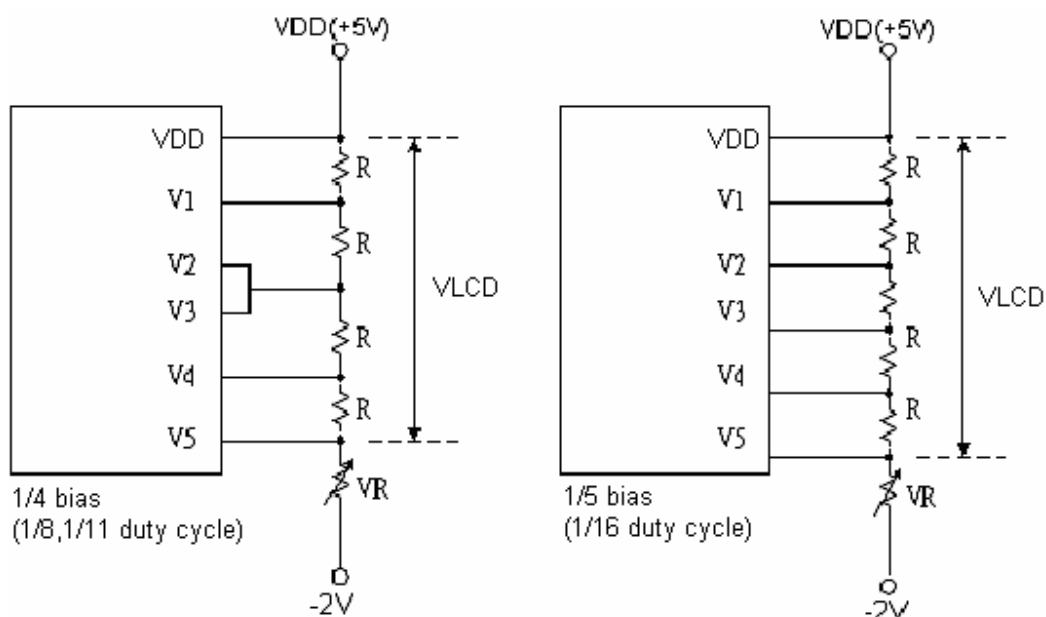 VDD(+5V)
VDD
V1
V2
V3
V4
V5
R
R
R
R
VR
VLCD
-2V
1/4 bias
(1/8,1/11 duty cycle)
VDD(+5V)
VDD
V1
V2
V3
V4
V5
R
R
R
R
VR
VLCD
-2V
1/5 bias
(1/16 duty cycle)